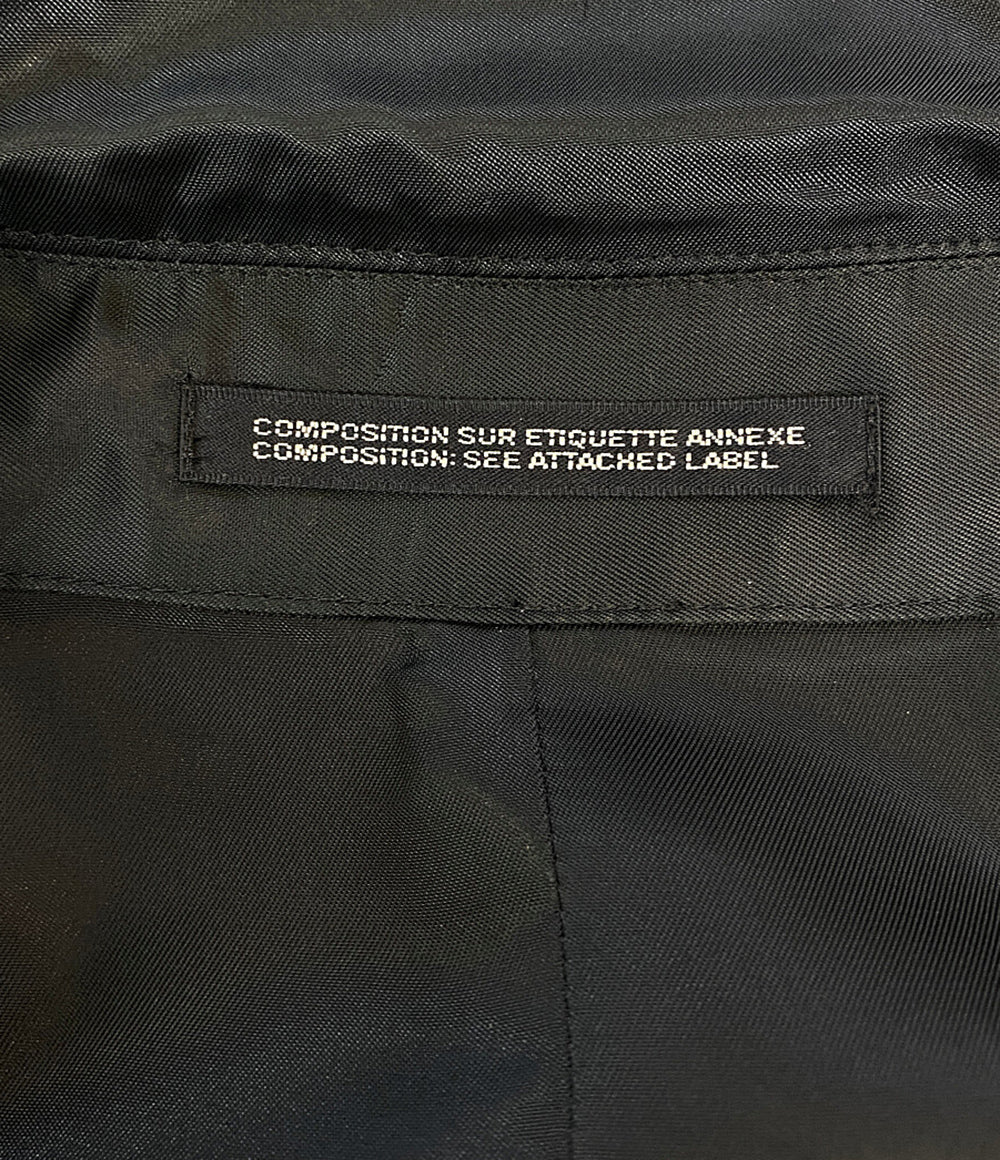 COMPOSITION SUR ETIQUETTE ANNEXE
COMPOSITION: SEE ATTACHED LABEL